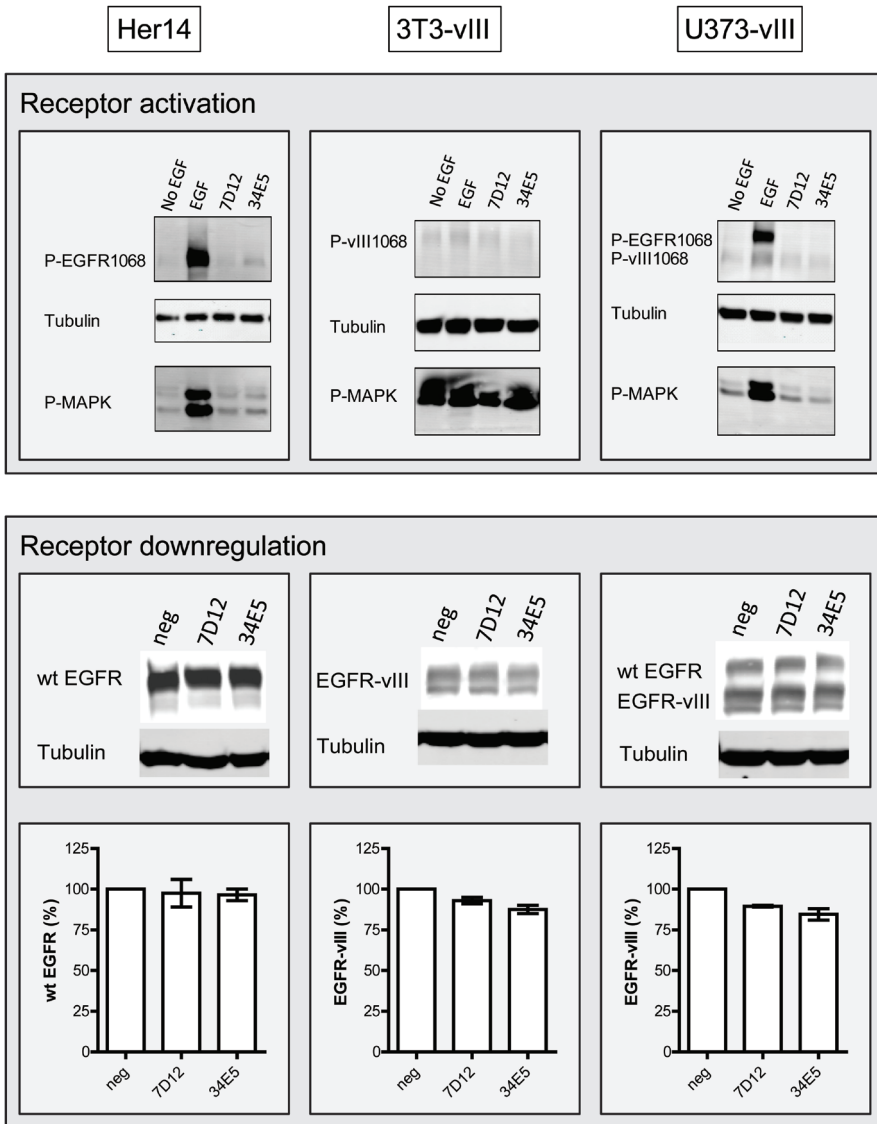 Her14 3T3-vIII U373-vIII
Receptor activation
No EGF EGF 7D12 34E5
P-EGFR1068
Tubulin
P-MAPK
No EGF EGF 7D12 34E5
P-vIII1068
Tubulin
P-MAPK
No EGF EGF 7D12 34E5
P-EGFR1068
P-vIII1068
Tubulin
P-MAPK
Receptor downregulation
neg 7D12 34E5
wt EGFR
Tubulin
neg 7D12 34E5
EGFR-vIII
Tubulin
neg 7D12 34E5
wt EGFR
EGFR-vIII
Tubulin
wt EGFR (%)
125
100
75
50
25
0
neg 7D12 34E5
EGFR-vIII (%)
125
100
75
50
25
0
neg 7D12 34E5
EGFR-vIII (%)
125
100
75
50
25
0
neg 7D12 34E5